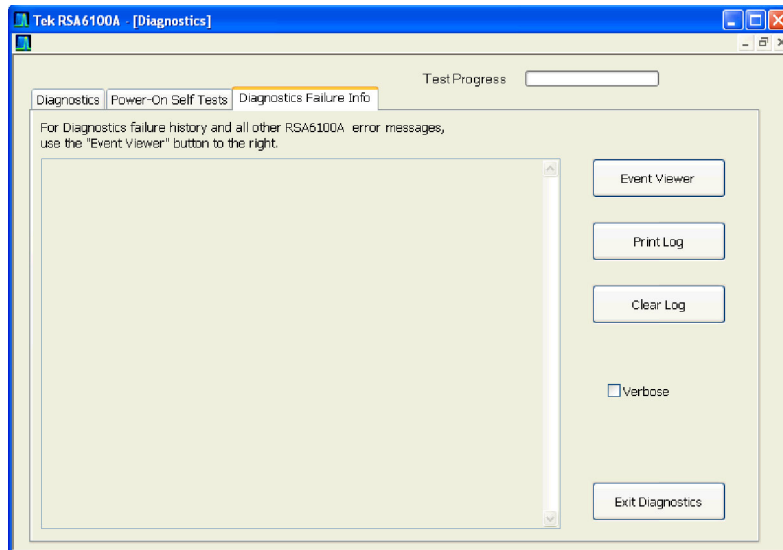 Tek RSA6100A - [Diagnostics]
Test Progress
Diagnostics
Power-On Self Tests
Diagnostics Failure Info
For Diagnostics failure history and all other RSA6100A error messages,
use the "Event Viewer" button to the right.
Event Viewer
Print Log
Clear Log
Verbose
Exit Diagnostics